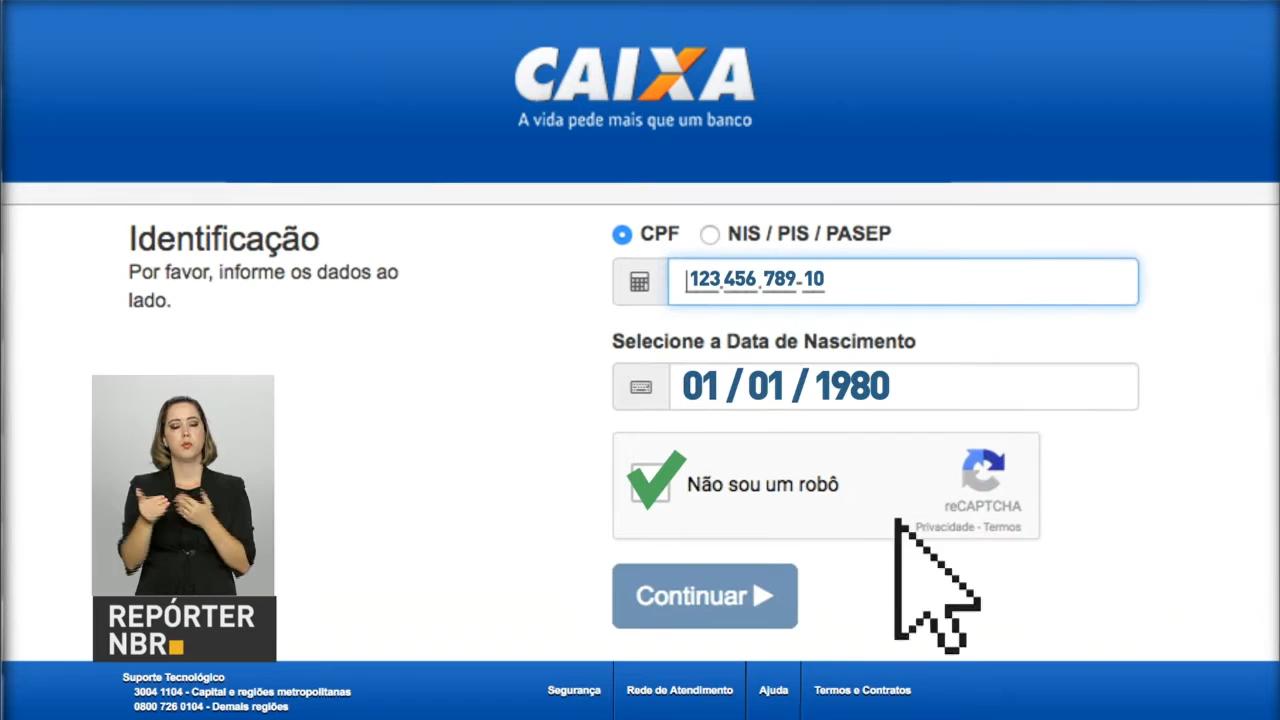 CAIXA
A vida pede mais que um banco
Identificação
Por favor, informe os dados ao
lado.
CPF NIS / PIS / PASEP
123.456.789-10
Selecione a Data de Nascimento
01 / 01 / 1980
Não sou um robô
reCAPTCHA
Privacidade - Termos
Continuar
REPÓRTER
NBR
Suporte Tecnológico
3004 1104 - Capital e regiões metropolitanas
0800 726 0104 - Demais regiões
Segurança Rede de Atendimento Ajuda Termos e Contratos